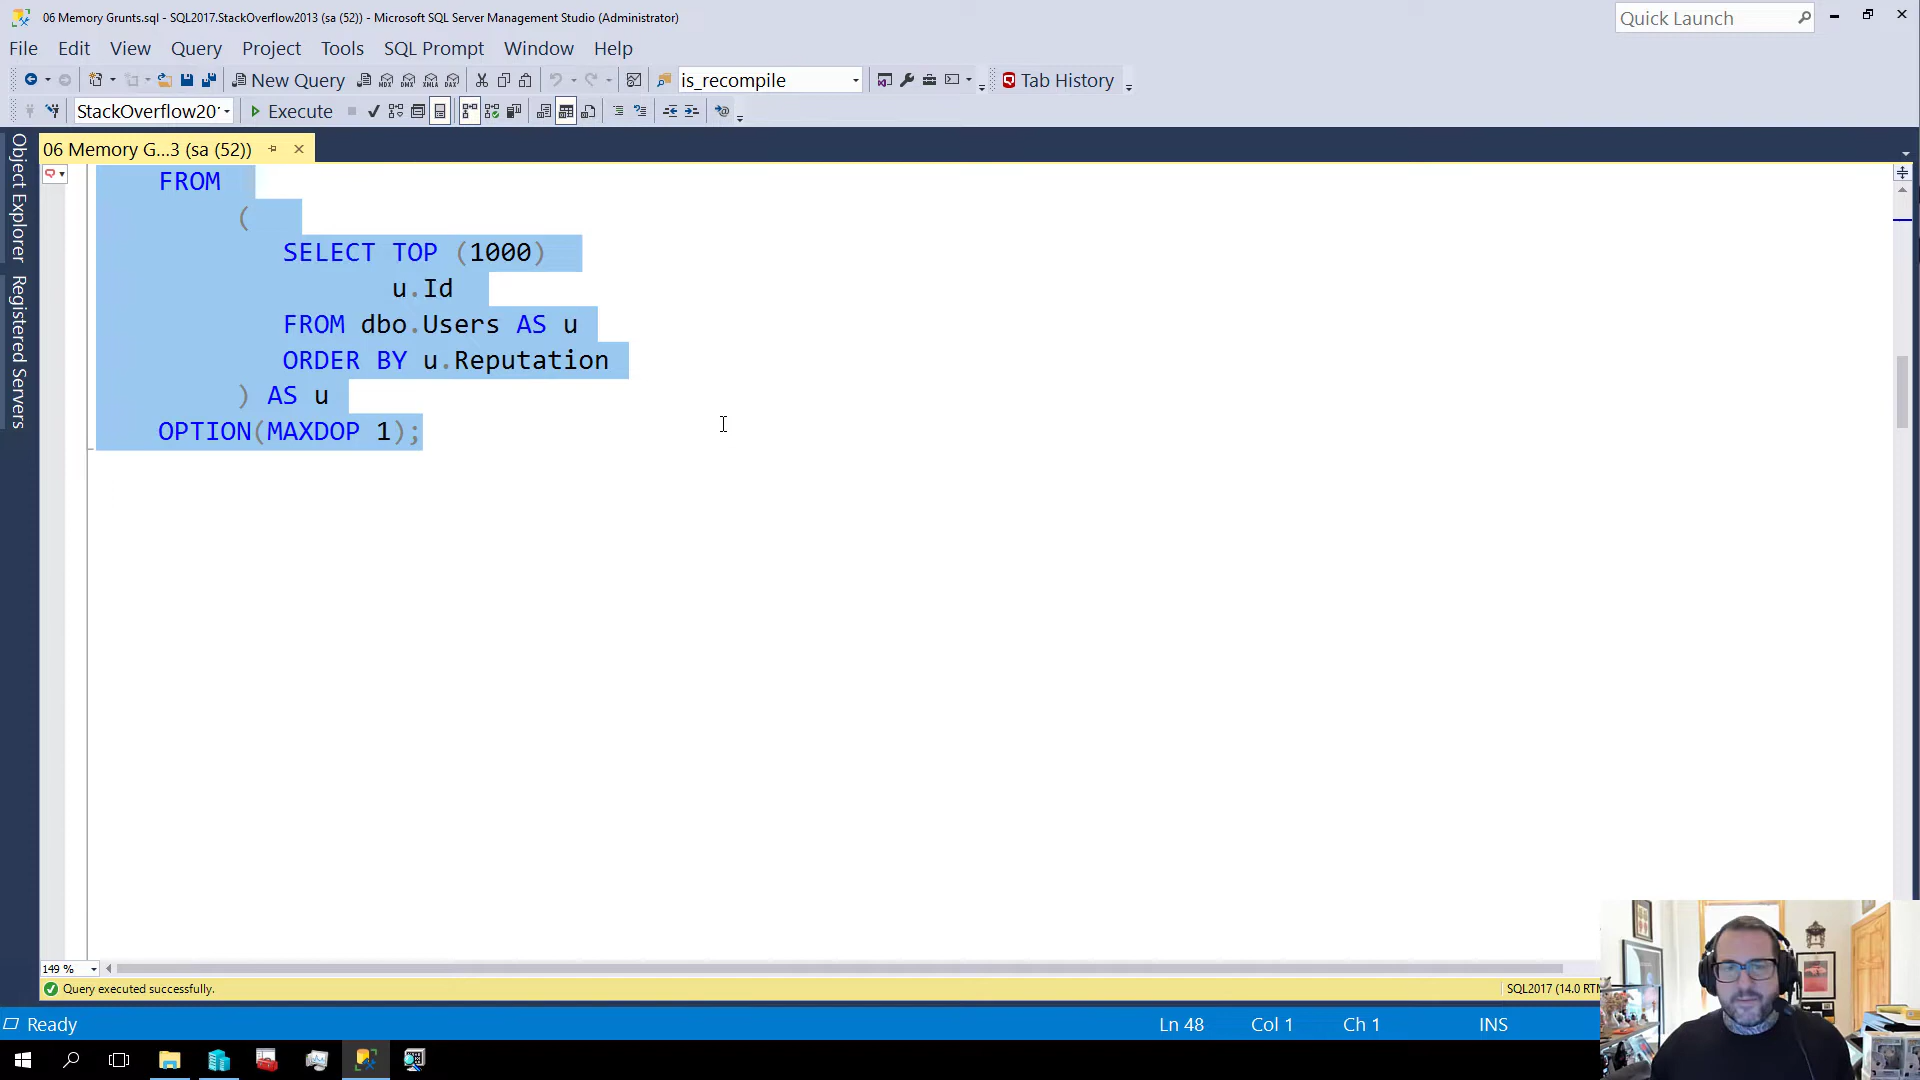 06 Memory Grunts.sql - SQL2017.StackOverflow2013 (sa (52)) - Microsoft SQL Server Management Studio (Administrator)
Quick Launch
File Edit View Query Project Tools SQL Prompt Window Help
New Query
is_recompile
Tab History
StackOverflow20
Execute
06 Memory G...3 (sa (52))
Object Explorer
Registered Servers
FROM
(
SELECT TOP (1000)
u.Id
FROM dbo.Users AS u
ORDER BY u.Reputation
) AS u
OPTION(MAXDOP 1);
149 %
Query executed successfully.
SQL2017 (14.0 RTM
Ready
Ln 48
Col 1
Ch 1
INS